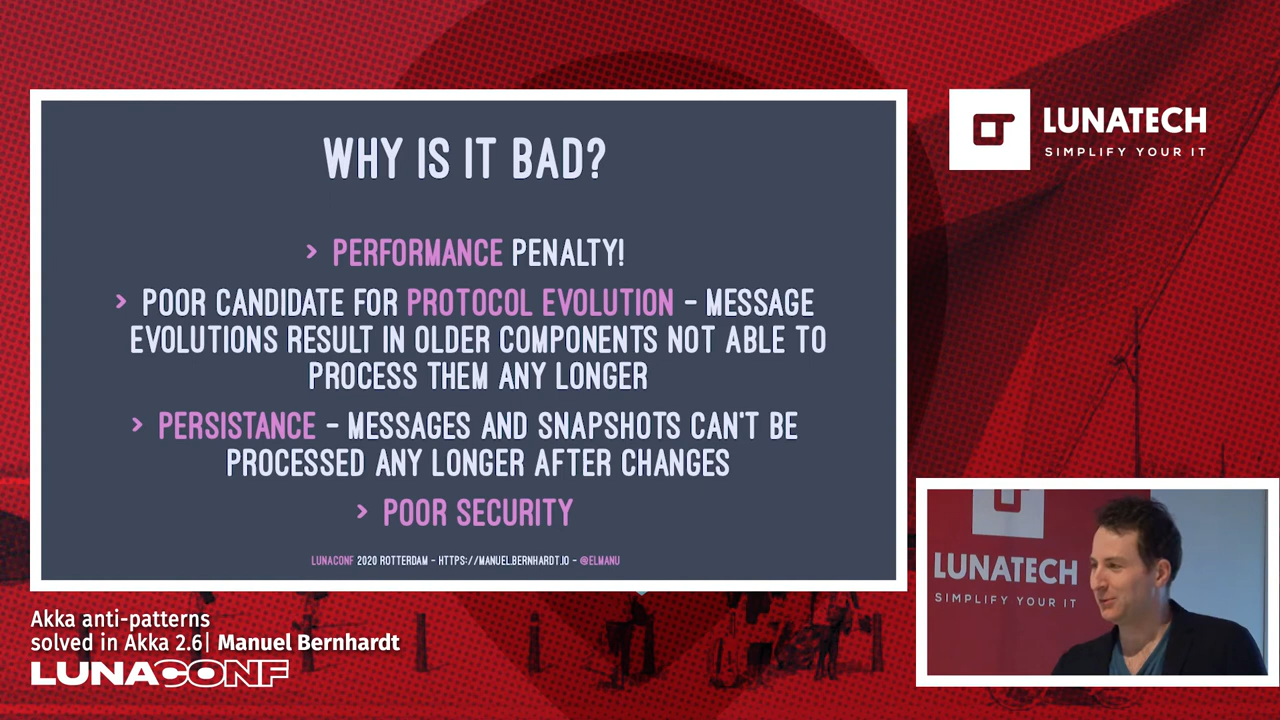 WHY IS IT BAD?
> PERFORMANCE PENALTY!
> POOR CANDIDATE FOR PROTOCOL EVOLUTION – MESSAGE
EVOLUTIONS RESULT IN OLDER COMPONENTS NOT ABLE TO
PROCESS THEM ANY LONGER
> PERSISTANCE – MESSAGES AND SNAPSHOTS CAN'T BE
PROCESSED ANY LONGER AFTER CHANGES
> POOR SECURITY
LUNACONF 2020 ROTTERDAM – HTTPS://MANUEL.BERNHARDT.IO – @ELMANU
LUNATECH
SIMPLIFY YOUR IT
LUNATECH
SIMPLIFY YOUR IT
Akka anti-patterns
solved in Akka 2.6| Manuel Bernhardt
LUNACONF